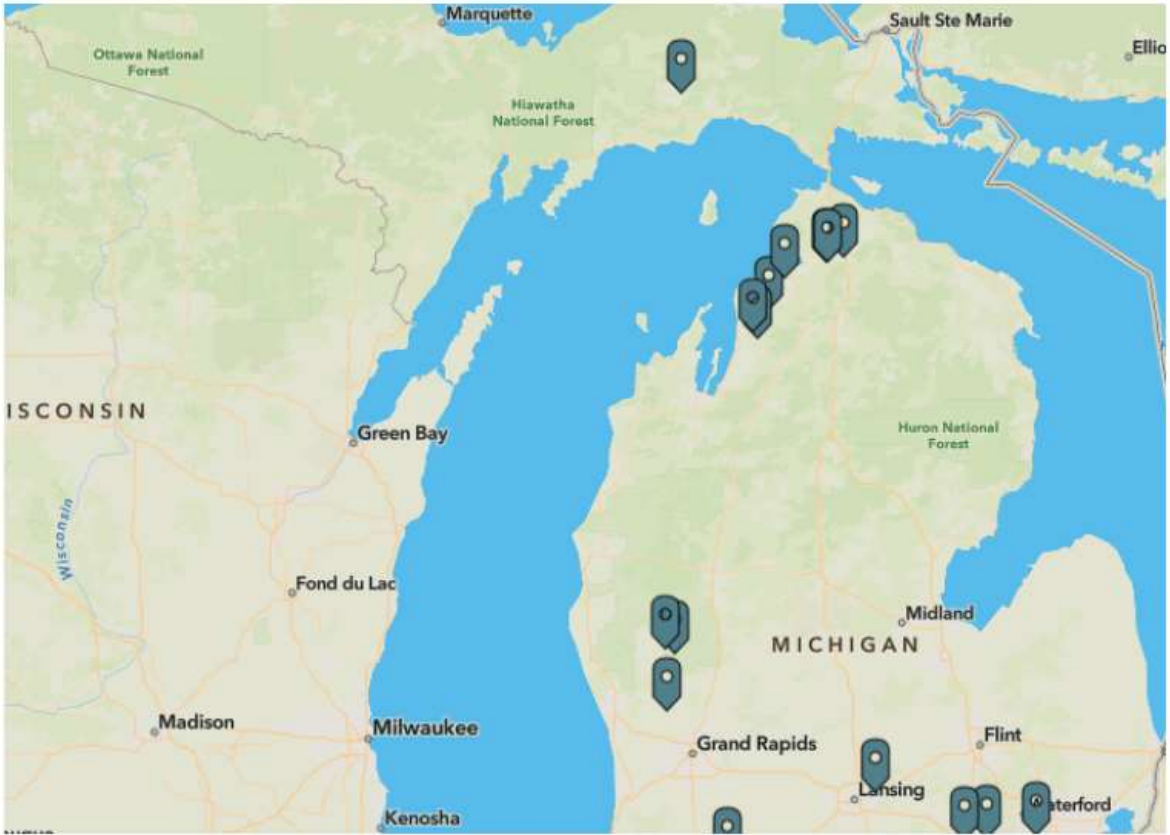 Marquette
Sault Ste Marie
Ottawa National
Forest
Elli
Hiawatha
National Forest
ISCONSIN
Green Bay
Huron National
Forest
Wisconsin
Fond du Lac
Midland
MICHIGAN
Madison
Milwaukee
Grand Rapids
Flint
Lansing
aterford
Kenosha